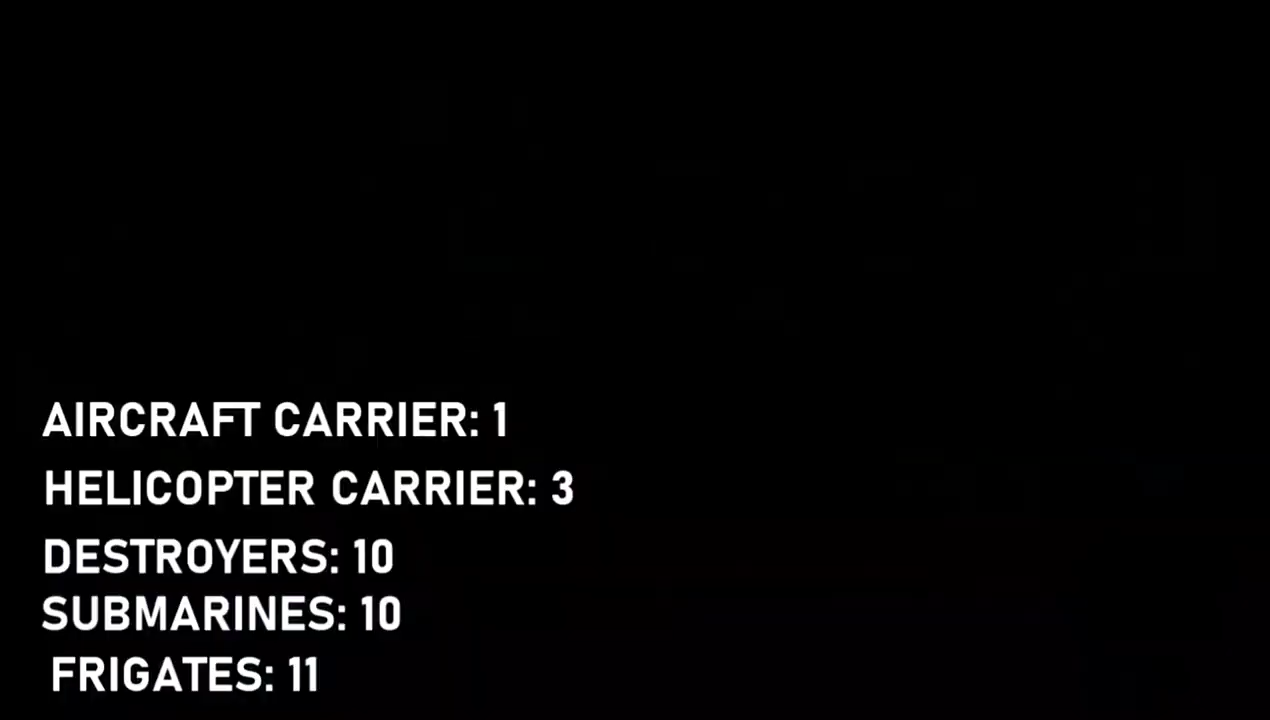 AIRCRAFT CARRIER: 1
HELICOPTER CARRIER: 3
DESTROYERS: 10
SUBMARINES: 10
FRIGATES: 11